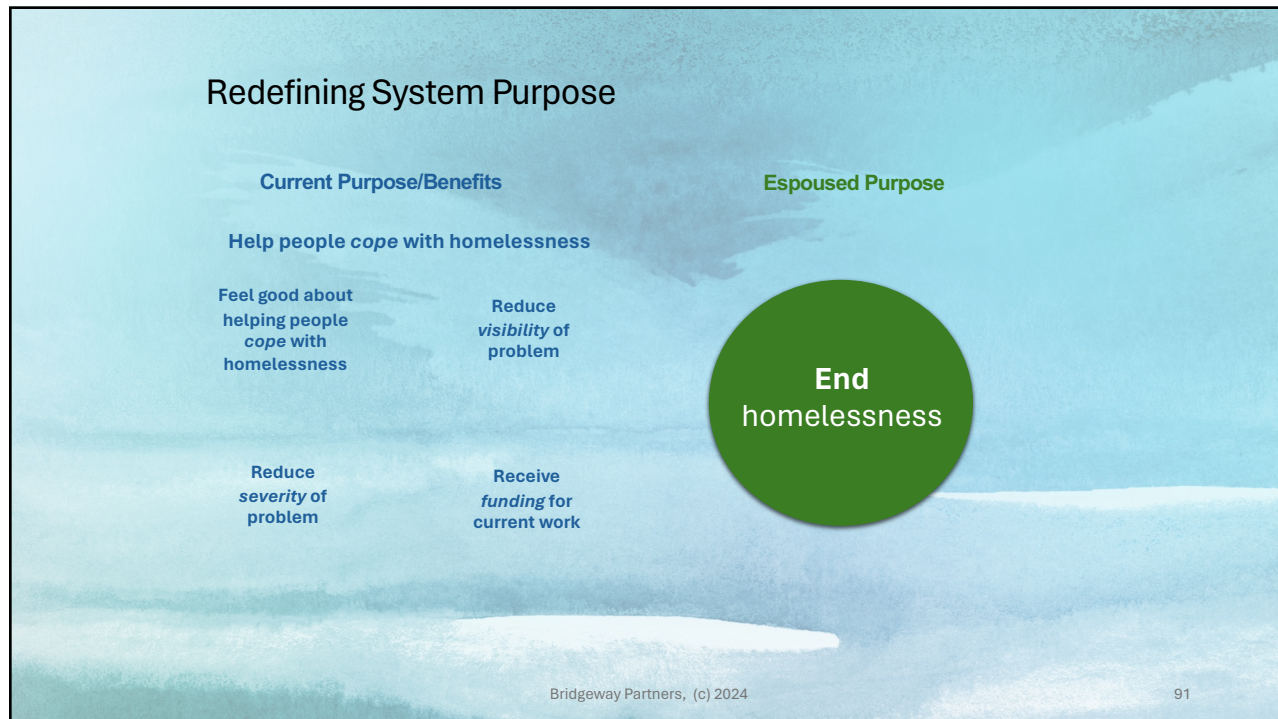 Redefining System Purpose
Current Purpose/Benefits
Help people cope with homelessness
Feel good about
helping people
cope with
homelessness
Reduce
visibility of
problem
Reduce
severity of
problem
Receive
funding for
current work
Espoused Purpose
End
homelessness
Bridgeway Partners, (c) 2024
91